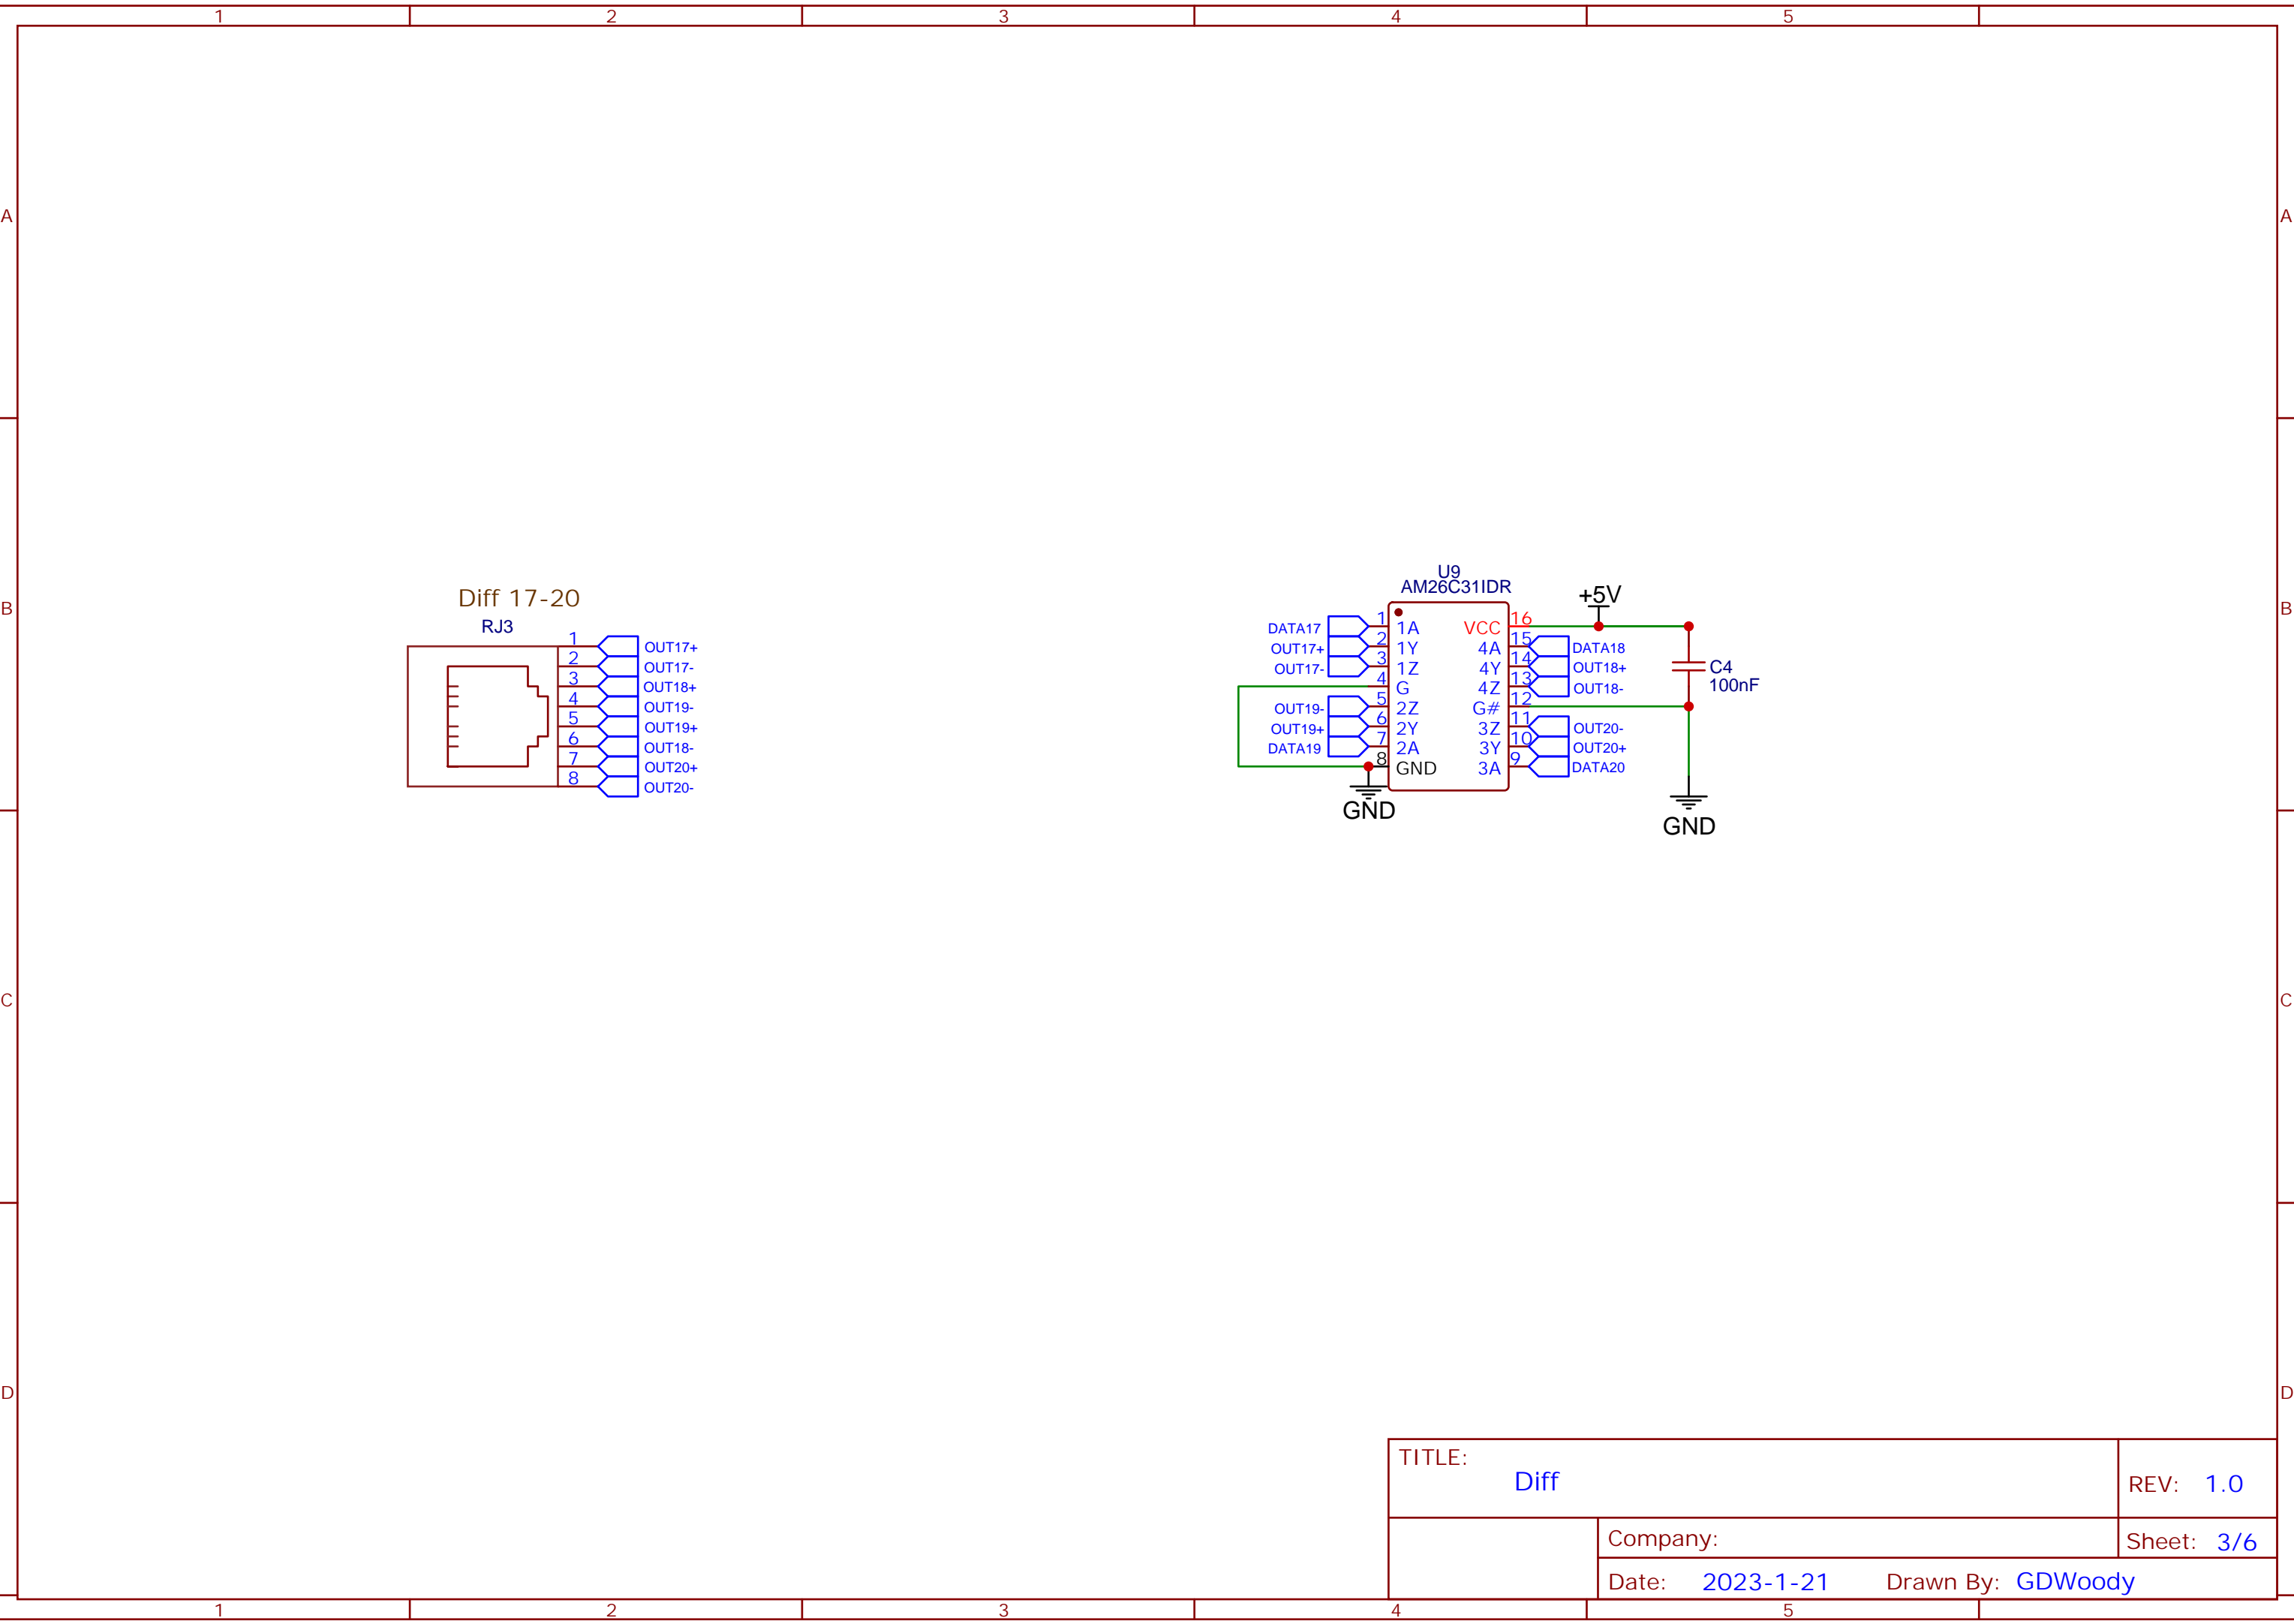 1 2 3 4 5
A A
B B
C C
D D
Diff 17-20
RJ3
1 OUT17+
2 OUT17-
3 OUT18+
4 OUT19-
5 OUT19+
6 OUT18-
7 OUT20+
8 OUT20-
U9
AM26C31IDR
+5V
DATA17 1 1A VCC 16
OUT17+ 2 1Y 4A 15 DATA18
OUT17- 3 1Z 4Y 14 OUT18+
4 G 4Z 13 OUT18-
OUT19- 5 2Z G# 12
OUT19+ 6 2Y 3Z 11 OUT20-
DATA19 7 2A 3Y 10 OUT20+
8 GND 3A 9 DATA20
C4
100nF
GND
GND
TITLE:
Diff
REV: 1.0
Company:
Sheet: 3/6
Date: 2023-1-21 Drawn By: GDWoody
1 2 3 4 5